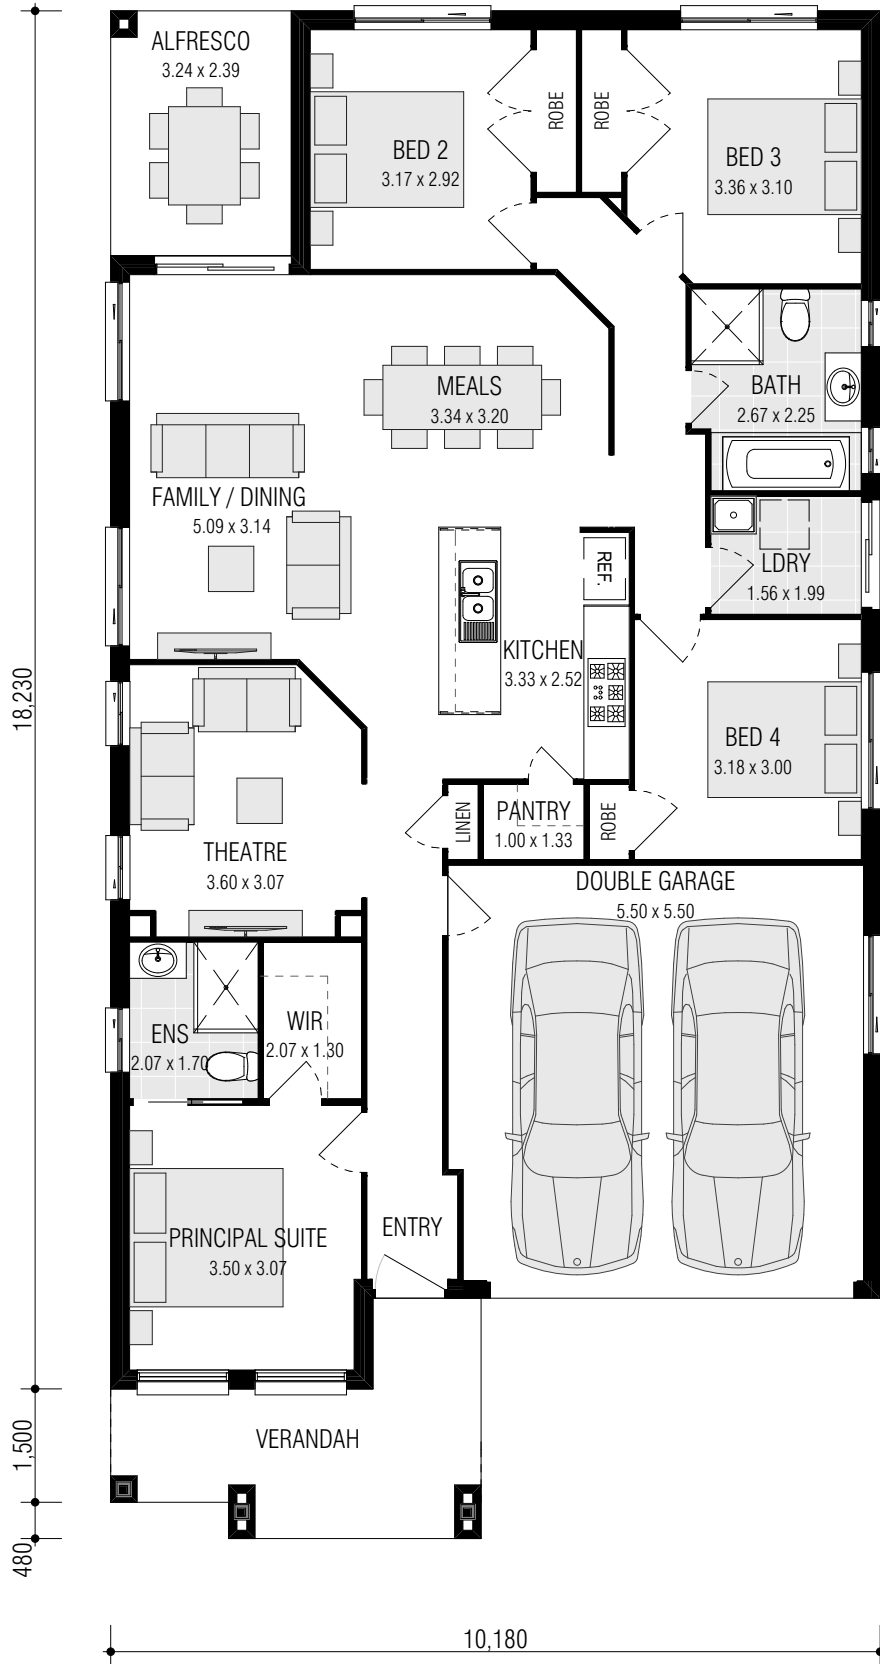 ALFRESCO
3.24 x 2.39
BED 2
3.17 x 2.92
ROBE
ROBE
BED 3
3.36 x 3.10
MEALS
3.34 x 3.20
BATH
2.67 x 2.25
FAMILY / DINING
5.09 x 3.14
REF.
LDRY
1.56 x 1.99
KITCHEN
3.33 x 2.52
18,230
BED 4
3.18 x 3.00
THEATRE
3.60 x 3.07
LINEN
PANTRY
1.00 x 1.33
ROBE
DOUBLE GARAGE
5.50 x 5.50
ENS
2.07 x 1.70
WIR
2.07 x 1.30
PRINCIPAL SUITE
3.50 x 3.07
ENTRY
VERANDAH
1,500
480
10,180